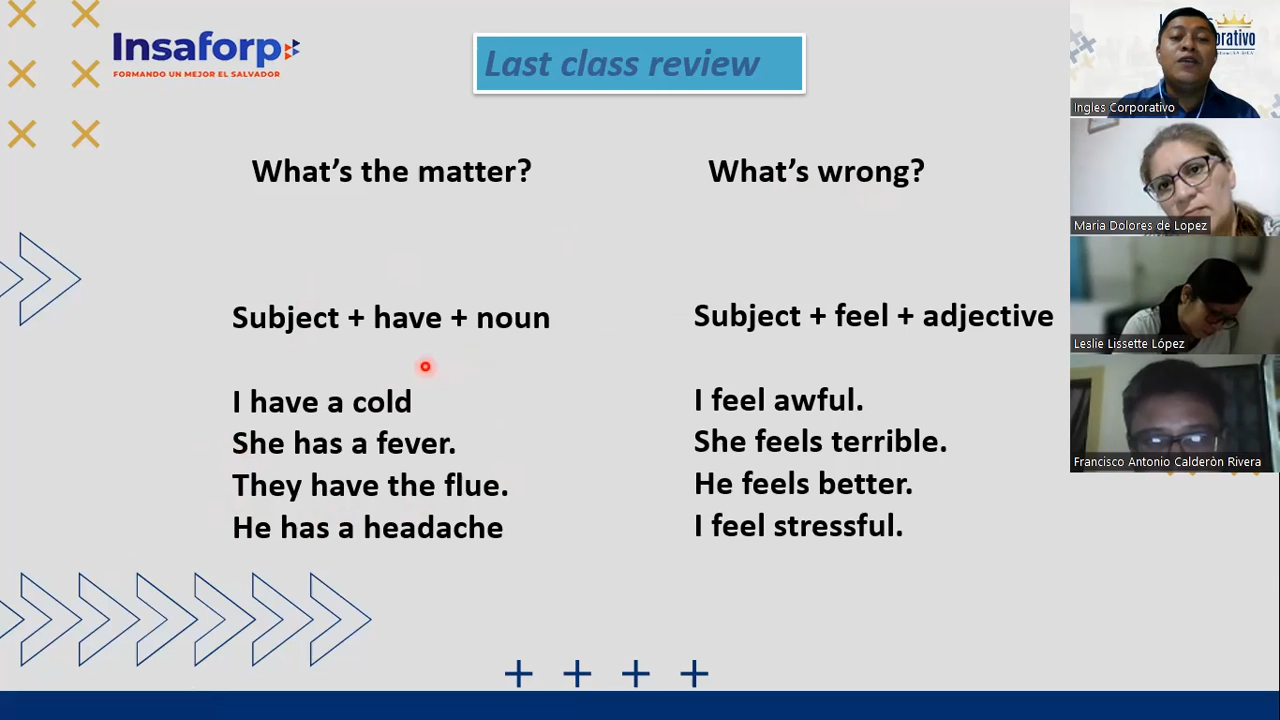 Insaforp
FORMANDO UN MEJOR EL SALVADOR
Last class review
What's the matter?
Subject + have + noun
I have a cold
She has a fever.
They have the flue.
He has a headache
What's wrong?
Subject + feel + adjective
I feel awful.
She feels terrible.
He feels better.
I feel stressful.
Ingles Corporativo
Maria Dolores de Lopez
Leslie Lissette López
Francisco Antonio Calderòn Rivera